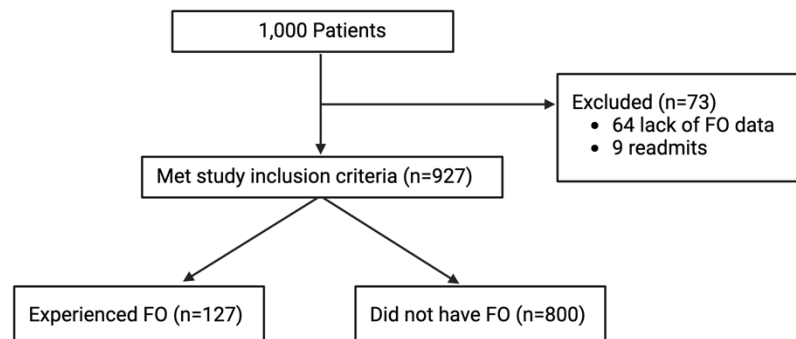 1,000 Patients
Excluded (n=73)
• 64 lack of FO data
• 9 readmits
Met study inclusion criteria (n=927)
Experienced FO (n=127)
Did not have FO (n=800)